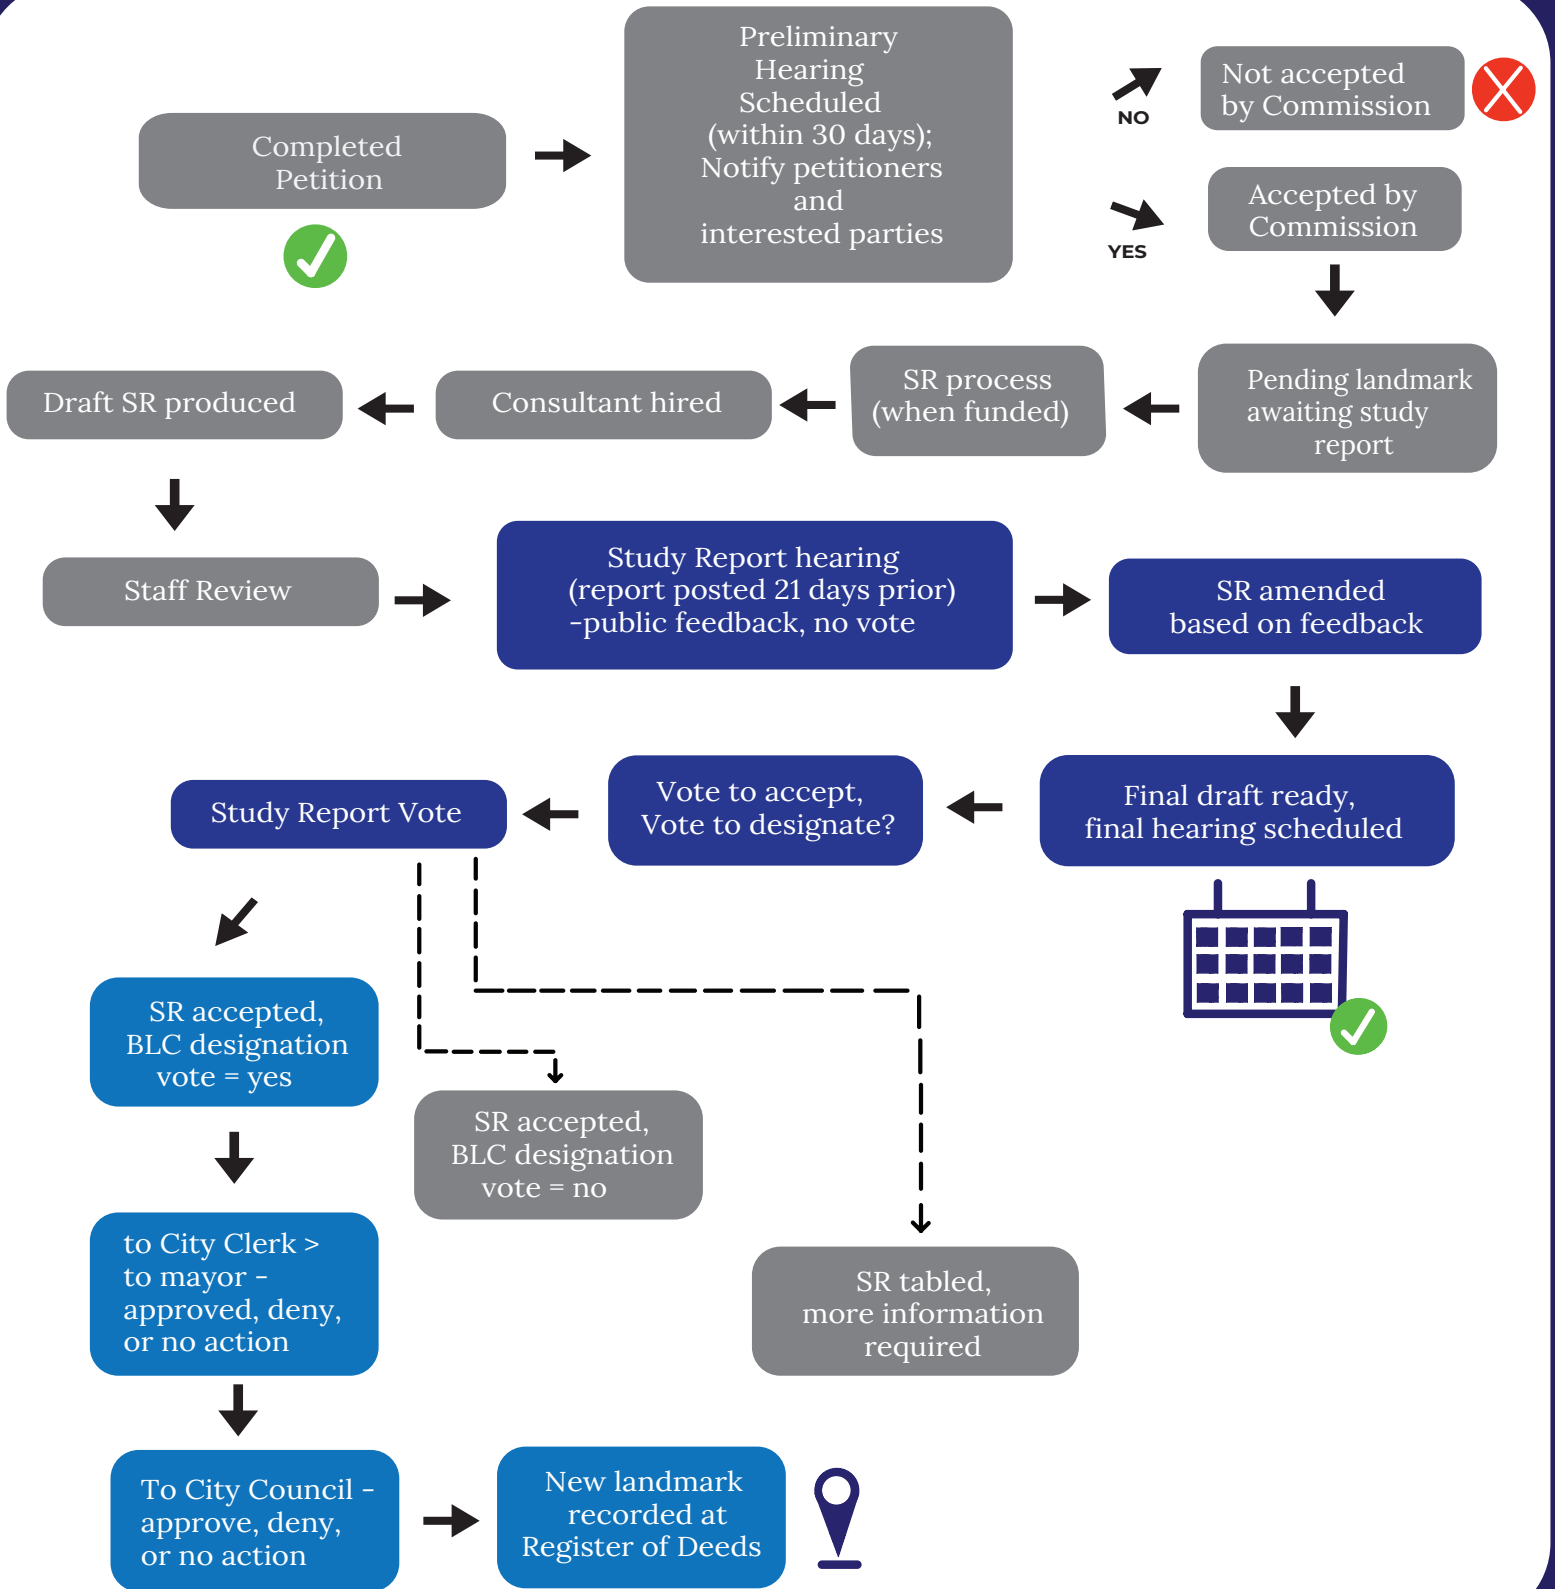 Completed
Petition
Preliminary
Hearing
Scheduled
(within 30 days);
Notify petitioners
and
interested parties
NO
Not accepted
by Commission
YES
Accepted by
Commission
Pending landmark
awaiting study
report
SR process
(when funded)
Consultant hired
Draft SR produced
Staff Review
Study Report hearing
(report posted 21 days prior)
-public feedback, no vote
SR amended
based on feedback
Final draft ready,
final hearing scheduled
Vote to accept,
Vote to designate?
Study Report Vote
SR accepted,
BLC designation
vote = yes
SR accepted,
BLC designation
vote = no
SR tabled,
more information
required
to City Clerk >
to mayor -
approved, deny,
or no action
To City Council -
approve, deny,
or no action
New landmark
recorded at
Register of Deeds